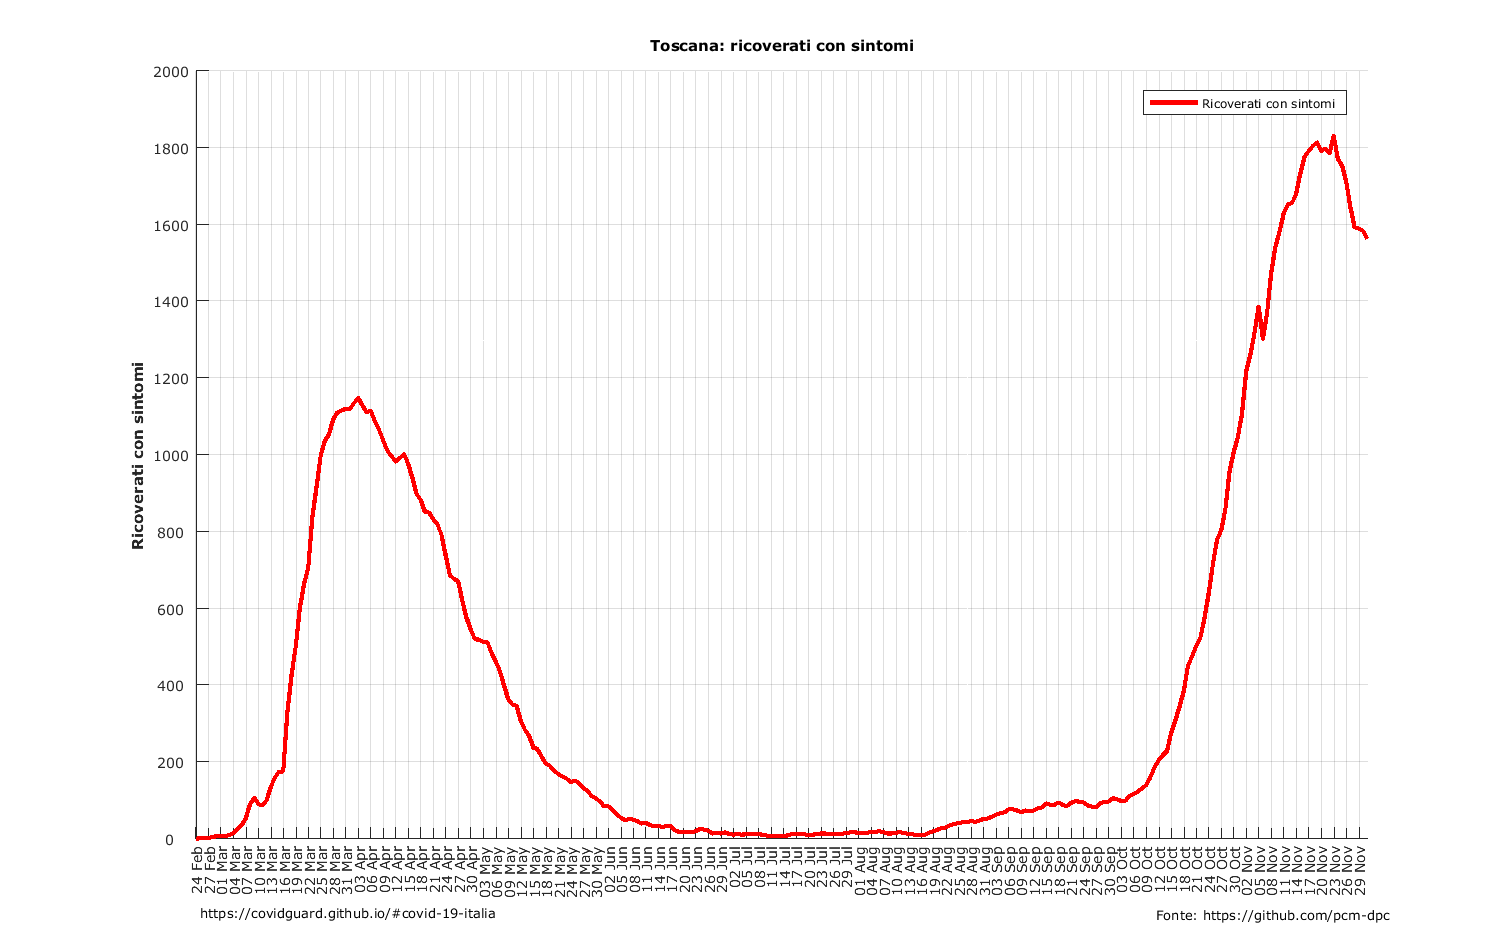 Toscana: ricoverati con sintomi
Ricoverati con sintomi
Ricoverati con sintomi
2000
1800
1600
1400
1200
1000
800
600
400
200
0
24 Feb
27 Feb
01 Mar
04 Mar
07 Mar
10 Mar
13 Mar
16 Mar
19 Mar
22 Mar
25 Mar
28 Mar
31 Mar
03 Apr
06 Apr
09 Apr
12 Apr
15 Apr
18 Apr
21 Apr
24 Apr
27 Apr
30 Apr
03 May
06 May
09 May
12 May
15 May
18 May
21 May
24 May
27 May
30 May
02 Jun
05 Jun
08 Jun
11 Jun
14 Jun
17 Jun
20 Jun
23 Jun
26 Jun
29 Jun
02 Jul
05 Jul
08 Jul
11 Jul
14 Jul
17 Jul
20 Jul
23 Jul
26 Jul
29 Jul
01 Aug
04 Aug
07 Aug
10 Aug
13 Aug
16 Aug
19 Aug
22 Aug
25 Aug
28 Aug
31 Aug
03 Sep
06 Sep
09 Sep
12 Sep
15 Sep
18 Sep
21 Sep
24 Sep
27 Sep
30 Sep
03 Oct
06 Oct
09 Oct
12 Oct
15 Oct
18 Oct
21 Oct
24 Oct
27 Oct
30 Oct
02 Nov
05 Nov
08 Nov
11 Nov
14 Nov
17 Nov
20 Nov
23 Nov
26 Nov
29 Nov
https://covidguard.github.io/#covid-19-italia
Fonte: https://github.com/pcm-dpc